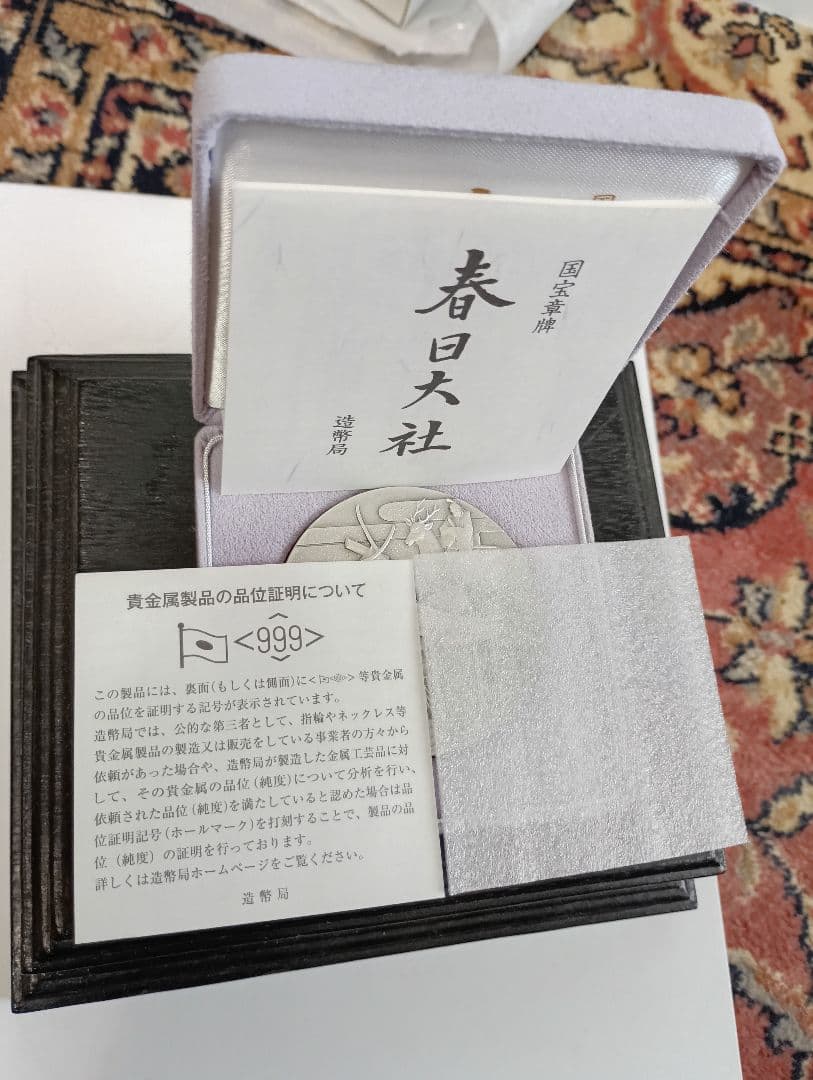 国宝章牌
春日大社
造幣局
貴金属製品の品位証明について
<999>
この製品には、裏面(もしくは側面)に< >等貴金属
の品位を証明する記号が表示されています。
造幣局では、公的な第三者として、指輪やネックレス等
貴金属製品の製造又は販売をしている事業者の方々から
依頼があった場合や、造幣局が製造した金属工芸品に対
して、その貴金属の品位(純度)について分析を行い、
依頼された品位(純度)を満たしていると認めた場合は品
位証明記号(ホールマーク)を打刻することで、製品の品
位(純度)の証明を行っております。
詳しくは造幣局ホームページをご覧ください。
造幣局